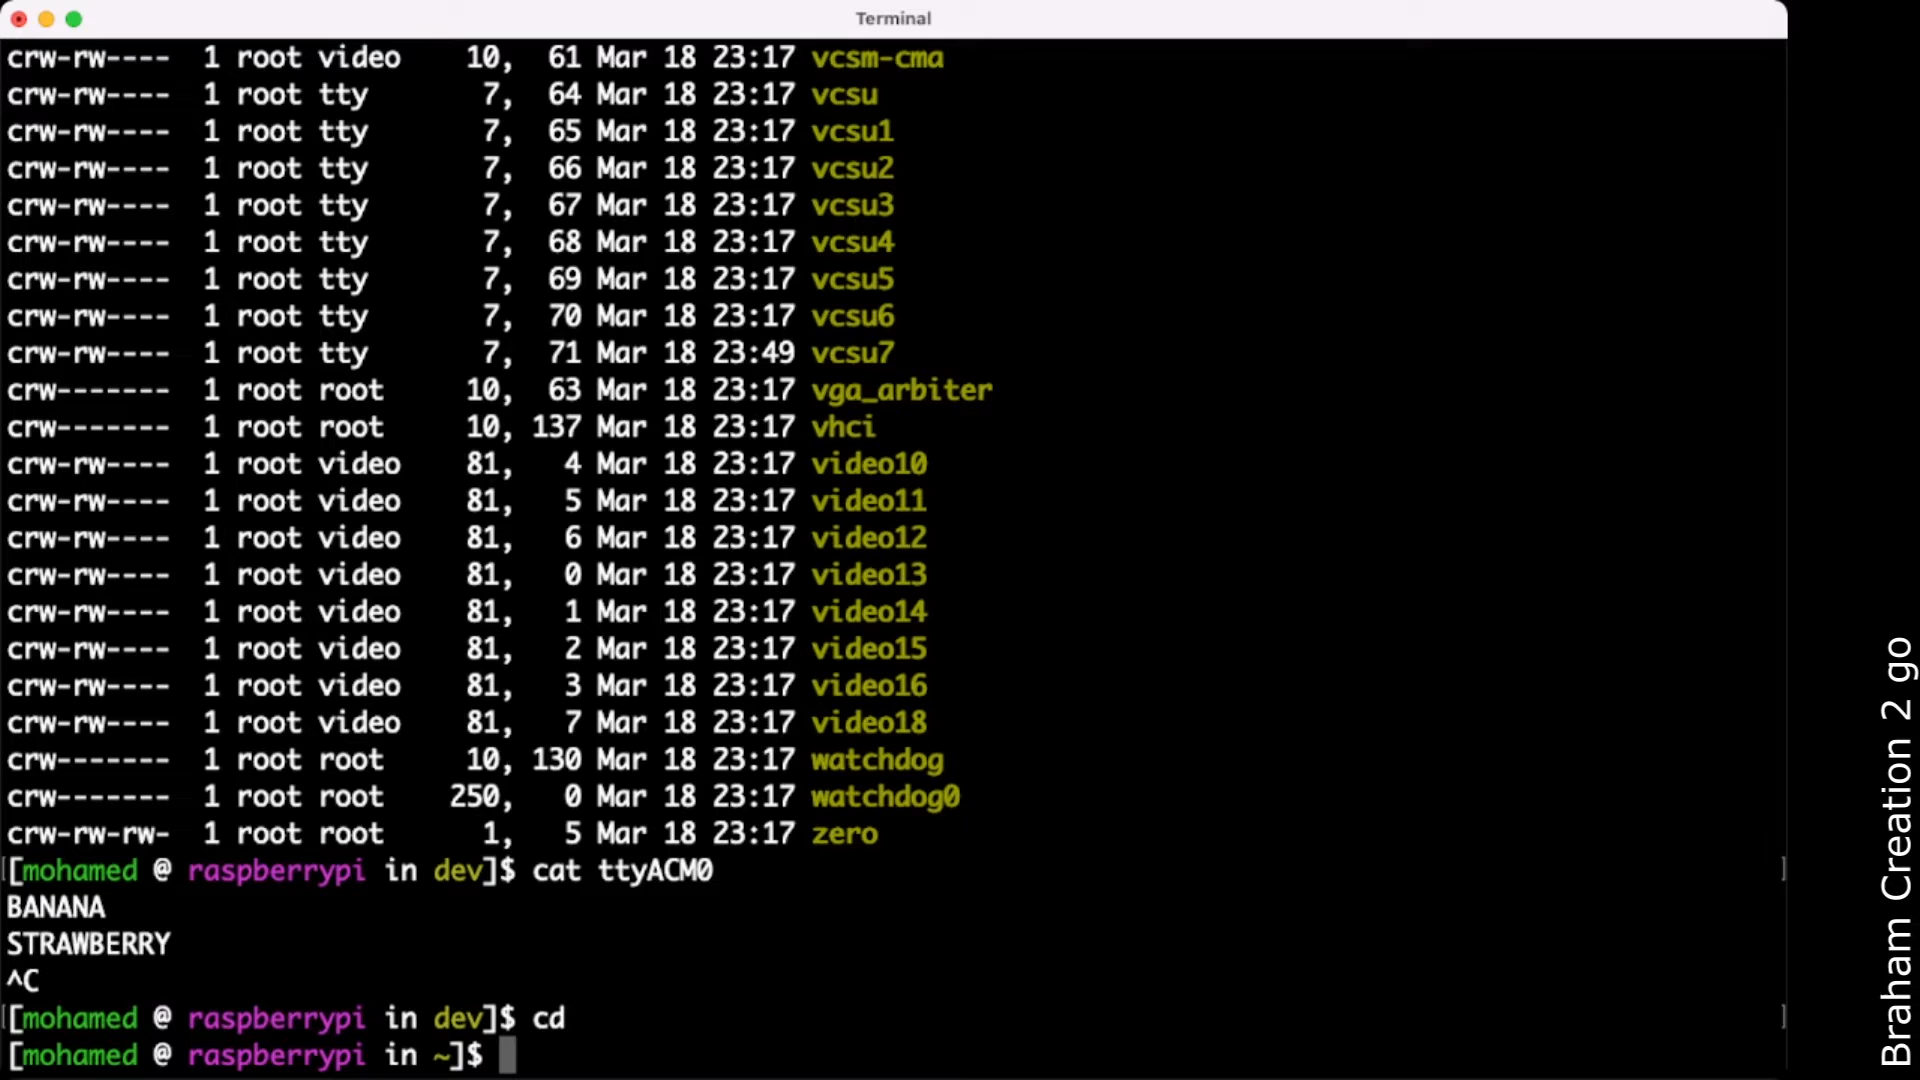 Terminal
crw-rw---- 1 root video 10, 61 Mar 18 23:17 vcsm-cma
crw-rw---- 1 root tty 7, 64 Mar 18 23:17 vcsu
crw-rw---- 1 root tty 7, 65 Mar 18 23:17 vcsu1
crw-rw---- 1 root tty 7, 66 Mar 18 23:17 vcsu2
crw-rw---- 1 root tty 7, 67 Mar 18 23:17 vcsu3
crw-rw---- 1 root tty 7, 68 Mar 18 23:17 vcsu4
crw-rw---- 1 root tty 7, 69 Mar 18 23:17 vcsu5
crw-rw---- 1 root tty 7, 70 Mar 18 23:17 vcsu6
crw-rw---- 1 root tty 7, 71 Mar 18 23:49 vcsu7
crw------- 1 root root 10, 63 Mar 18 23:17 vga_arbiter
crw------- 1 root root 10, 137 Mar 18 23:17 vhci
crw-rw---- 1 root video 81, 4 Mar 18 23:17 video10
crw-rw---- 1 root video 81, 5 Mar 18 23:17 video11
crw-rw---- 1 root video 81, 6 Mar 18 23:17 video12
crw-rw---- 1 root video 81, 0 Mar 18 23:17 video13
crw-rw---- 1 root video 81, 1 Mar 18 23:17 video14
crw-rw---- 1 root video 81, 2 Mar 18 23:17 video15
crw-rw---- 1 root video 81, 3 Mar 18 23:17 video16
crw-rw---- 1 root video 81, 7 Mar 18 23:17 video18
crw------- 1 root root 10, 130 Mar 18 23:17 watchdog
crw------- 1 root root 250, 0 Mar 18 23:17 watchdog0
crw-rw-rw- 1 root root 1, 5 Mar 18 23:17 zero
[mohamed @ raspberrypi in dev]$ cat ttyACM0
BANANA
STRAWBERRY
^C
[mohamed @ raspberrypi in dev]$ cd
[mohamed @ raspberrypi in ~]$
Braham Creation 2 go